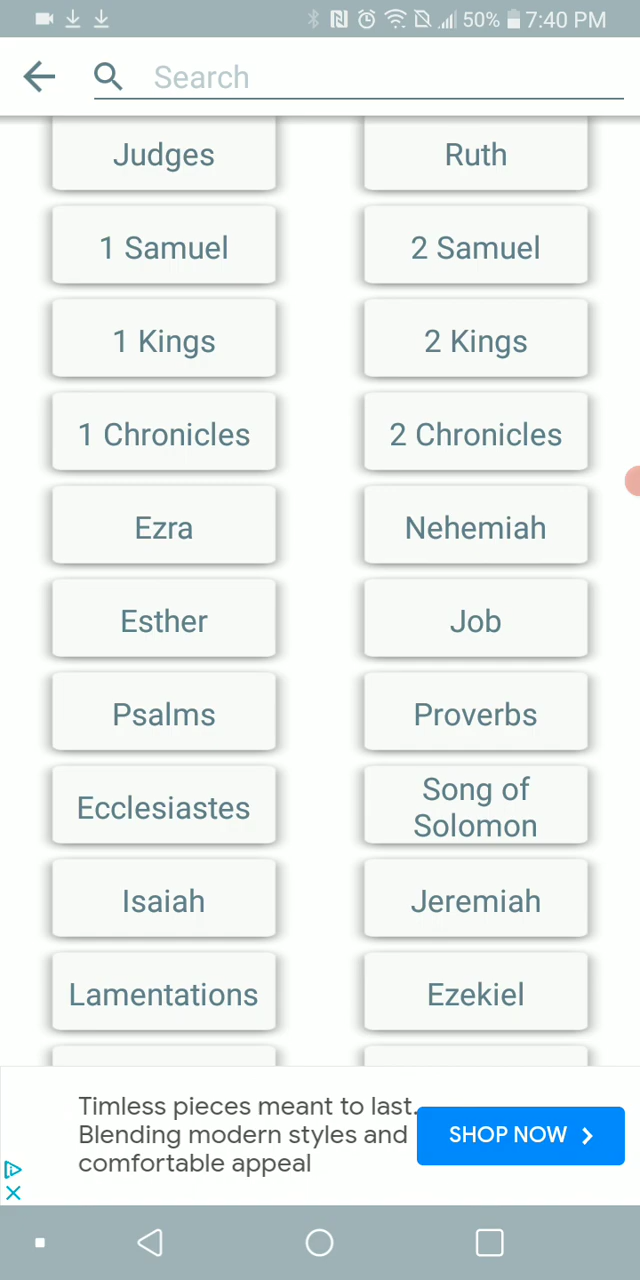 50% 7:40 PM
Search
Judges
Ruth
1 Samuel
2 Samuel
1 Kings
2 Kings
1 Chronicles
2 Chronicles
Ezra
Nehemiah
Esther
Job
Psalms
Proverbs
Ecclesiastes
Song of
Solomon
Isaiah
Jeremiah
Lamentations
Ezekiel
Timless pieces meant to last.
Blending modern styles and
comfortable appeal
SHOP NOW